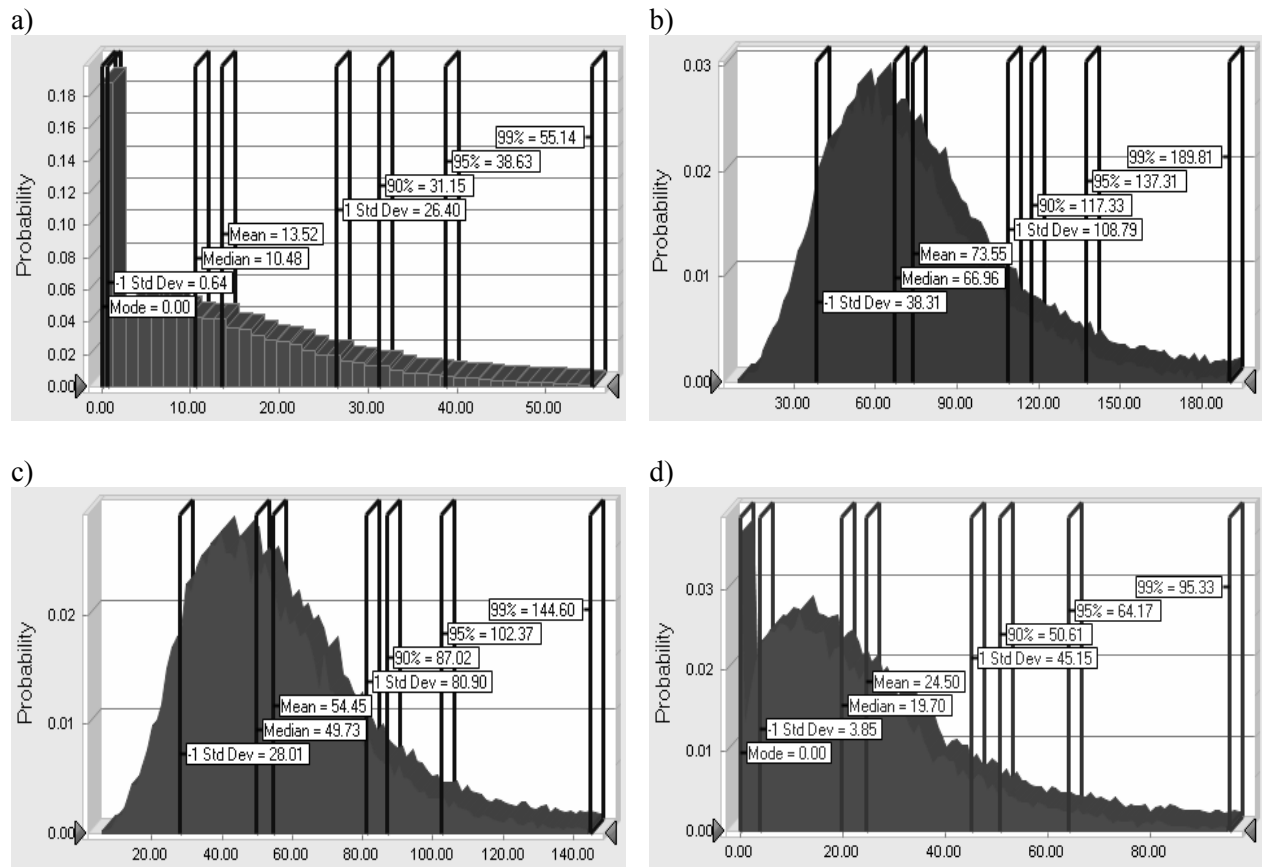 a)
Probability
0.18
0.16
0.14
0.12
0.10
0.08
0.06
0.04
0.02
0.00
99% = 55.14
95% = 38.63
90% = 31.15
1 Std Dev = 26.40
Mean = 13.52
Median = 10.48
-1 Std Dev = 0.64
Mode = 0.00
0.00 10.00 20.00 30.00 40.00 50.00
b)
Probability
0.03
0.02
0.01
0.00
99% = 189.81
95% = 137.31
90% = 117.33
1 Std Dev = 108.79
Mean = 73.55
Median = 66.96
-1 Std Dev = 38.31
30.00 60.00 90.00 120.00 150.00 180.00
c)
Probability
0.02
0.01
0.00
99% = 144.60
95% = 102.37
90% = 87.02
1 Std Dev = 80.90
Mean = 54.45
Median = 49.73
-1 Std Dev = 28.01
20.00 40.00 60.00 80.00 100.00 120.00 140.00
d)
Probability
0.03
0.02
0.01
0.00
99% = 95.33
95% = 64.17
90% = 50.61
1 Std Dev = 45.15
Mean = 24.50
Median = 19.70
-1 Std Dev = 3.85
Mode = 0.00
0.00 20.00 40.00 60.00 80.00